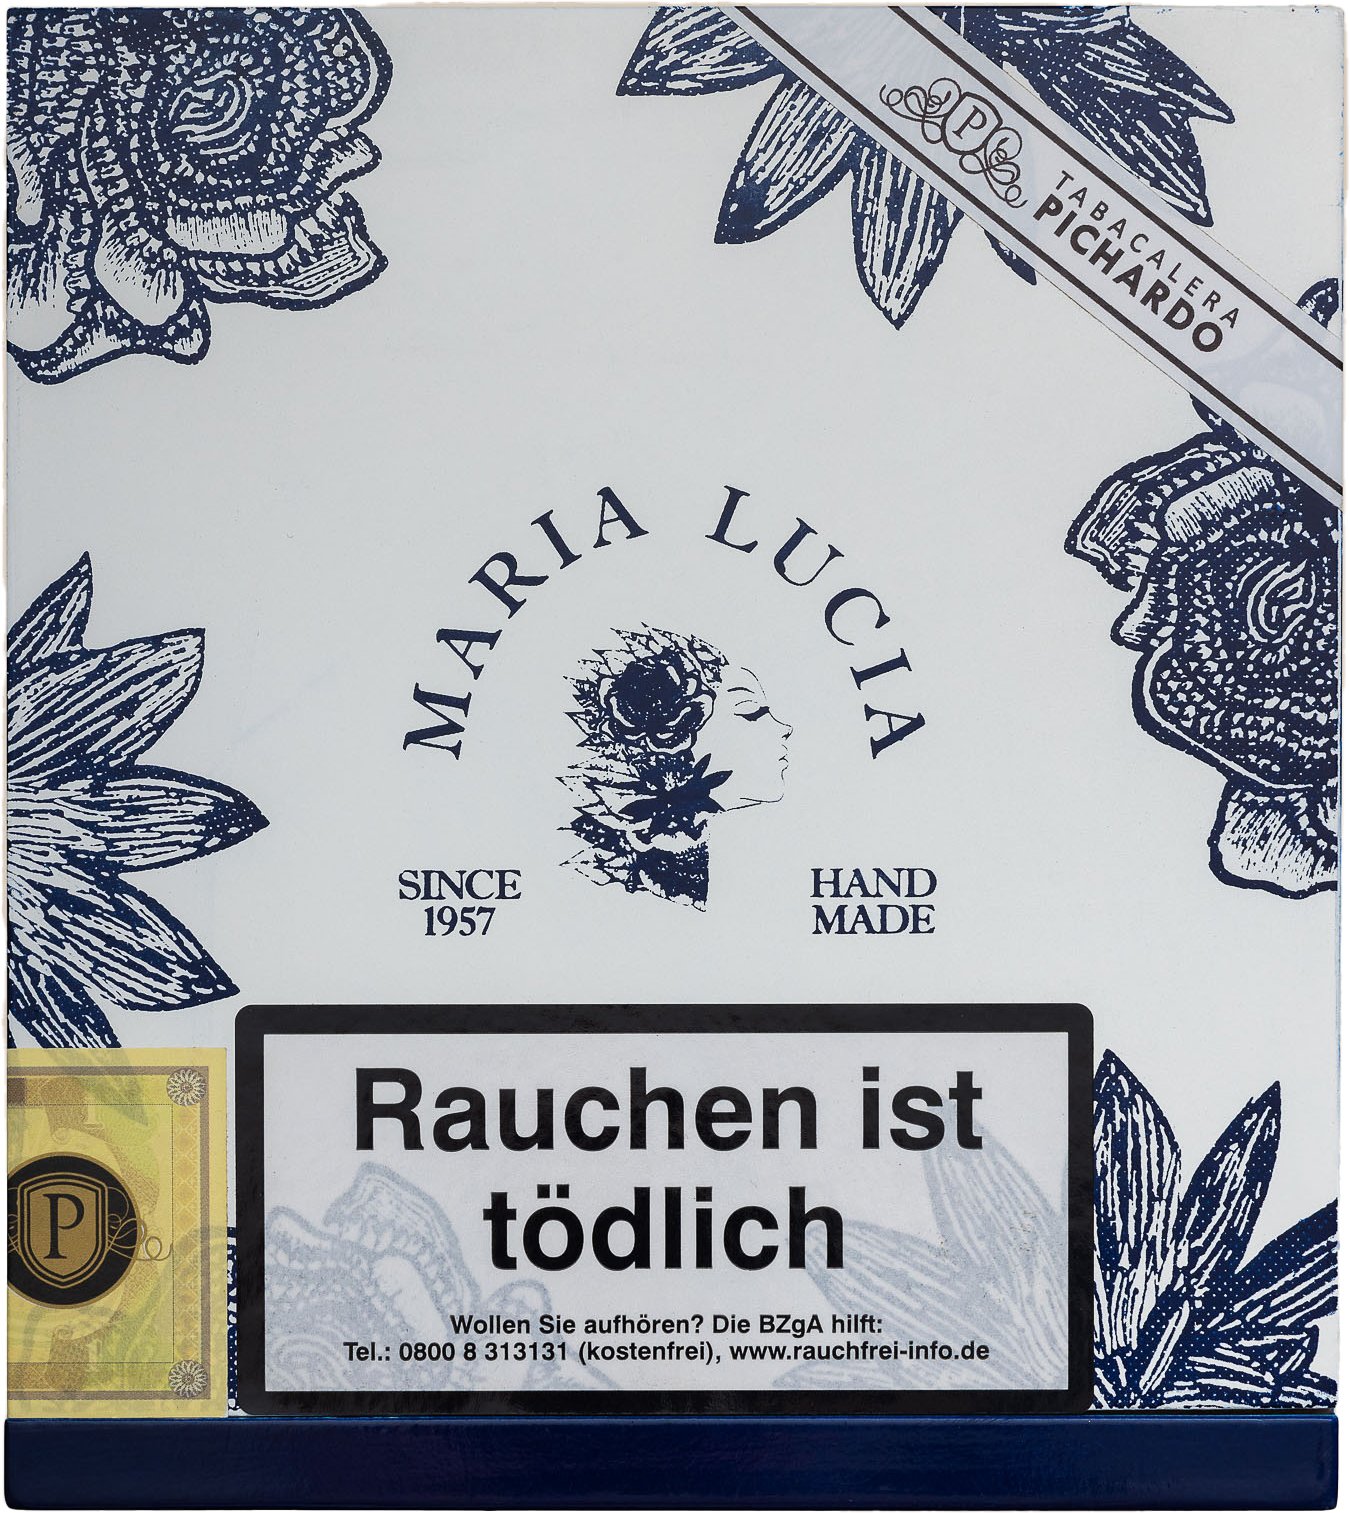 P
TABACALERA
PICHARDO
MARIA LUCIA
SINCE
1957
HAND
MADE
Rauchen ist
tödlich
Wollen Sie aufhören? Die BZgA hilft:
Tel.: 0800 8 313131 (kostenfrei), www.rauchfrei-info.de
P